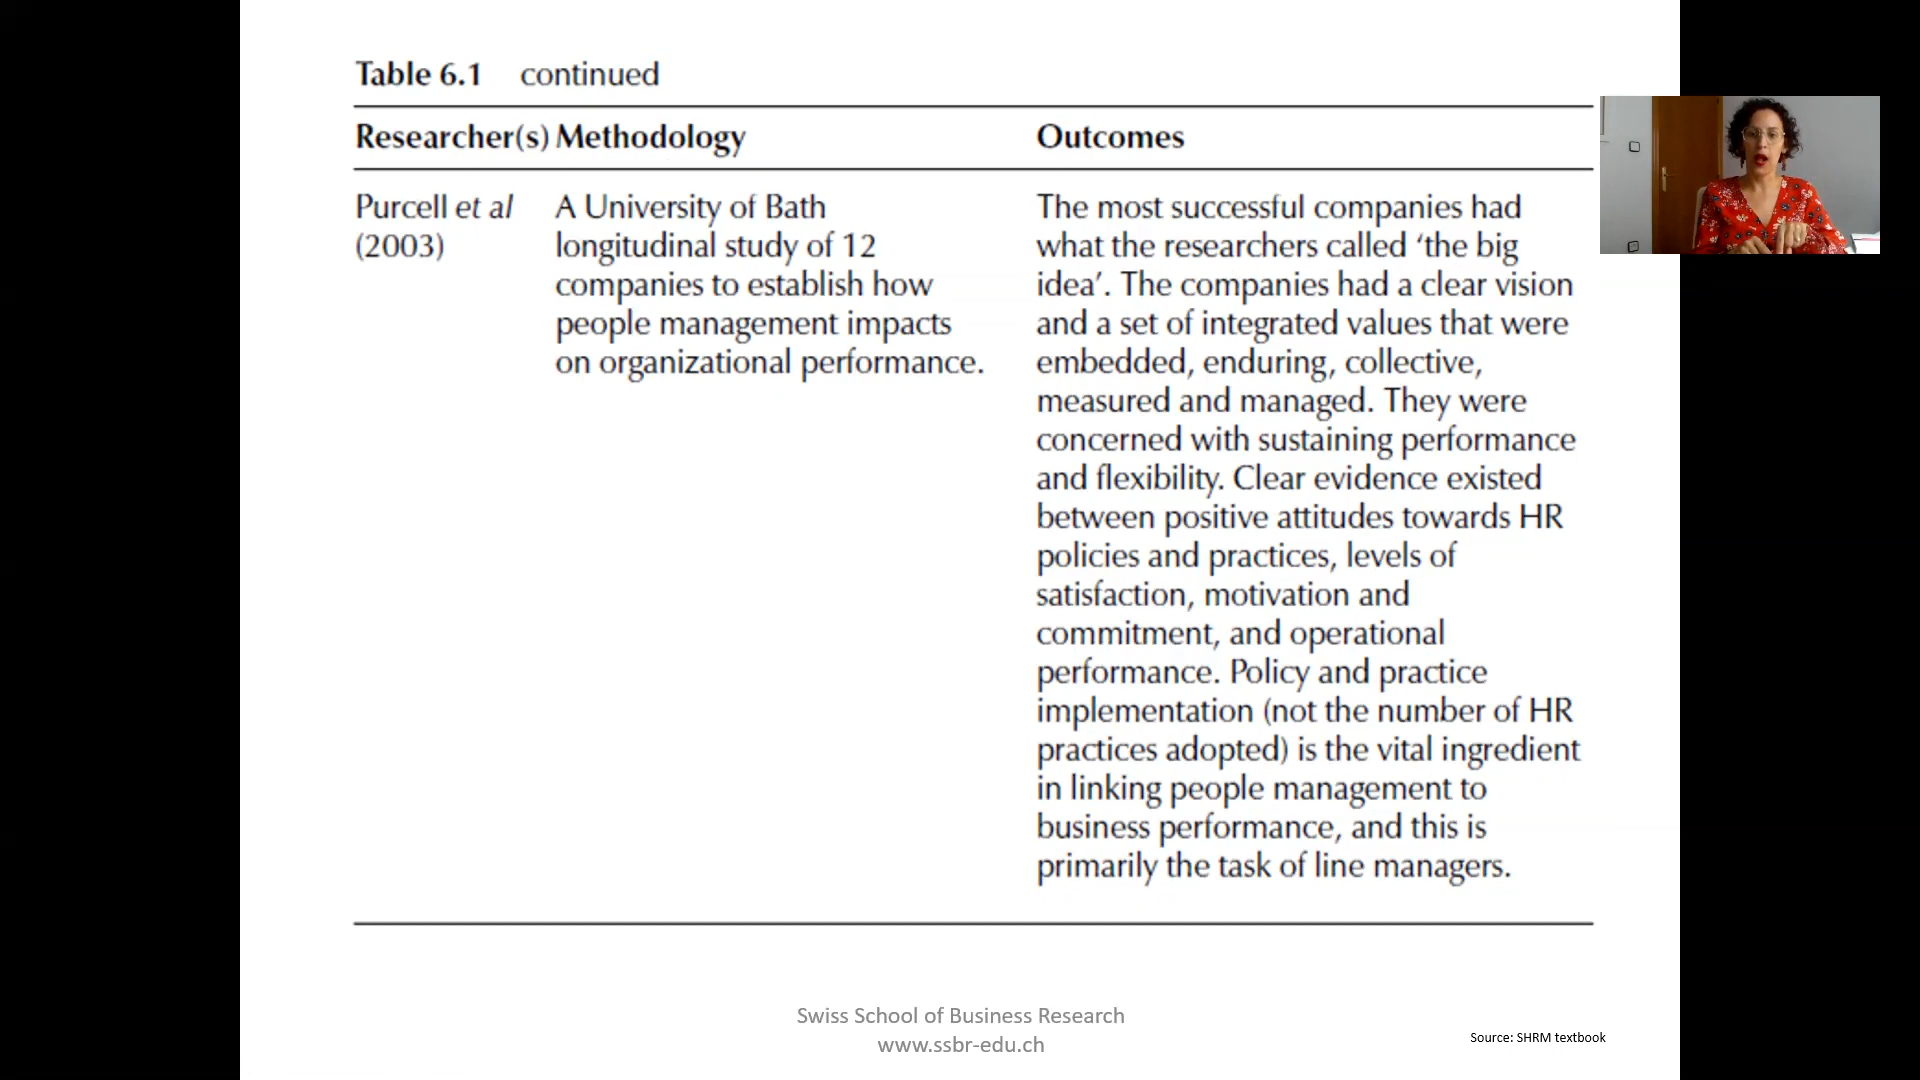 Table 6.1 continued
Researcher(s) Methodology Outcomes
Purcell et al
(2003)
A University of Bath
longitudinal study of 12
companies to establish how
people management impacts
on organizational performance.
The most successful companies had
what the researchers called ‘the big
idea’. The companies had a clear vision
and a set of integrated values that were
embedded, enduring, collective,
measured and managed. They were
concerned with sustaining performance
and flexibility. Clear evidence existed
between positive attitudes towards HR
policies and practices, levels of
satisfaction, motivation and
commitment, and operational
performance. Policy and practice
implementation (not the number of HR
practices adopted) is the vital ingredient
in linking people management to
business performance, and this is
primarily the task of line managers.
Swiss School of Business Research
www.ssbr-edu.ch
Source: SHRM textbook